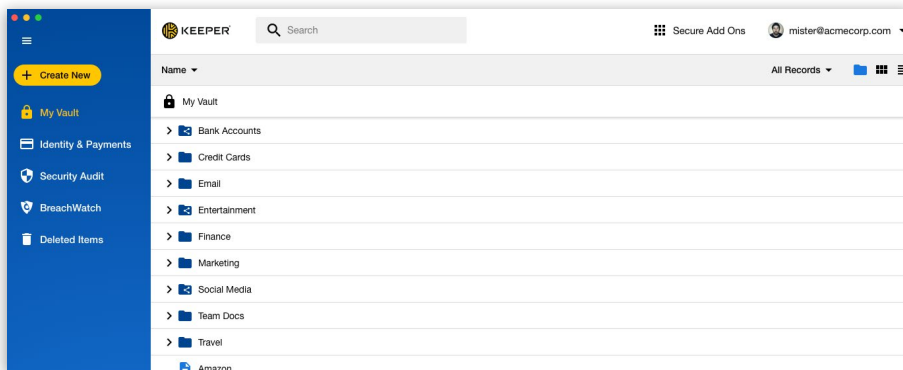 KEEPER
Search
Secure Add Ons
mister@acmecorp.com
Create New
Name
All Records
My Vault
My Vault
Identity & Payments
Security Audit
BreachWatch
Deleted Items
Bank Accounts
Credit Cards
Email
Entertainment
Finance
Marketing
Social Media
Team Docs
Travel
Amazon